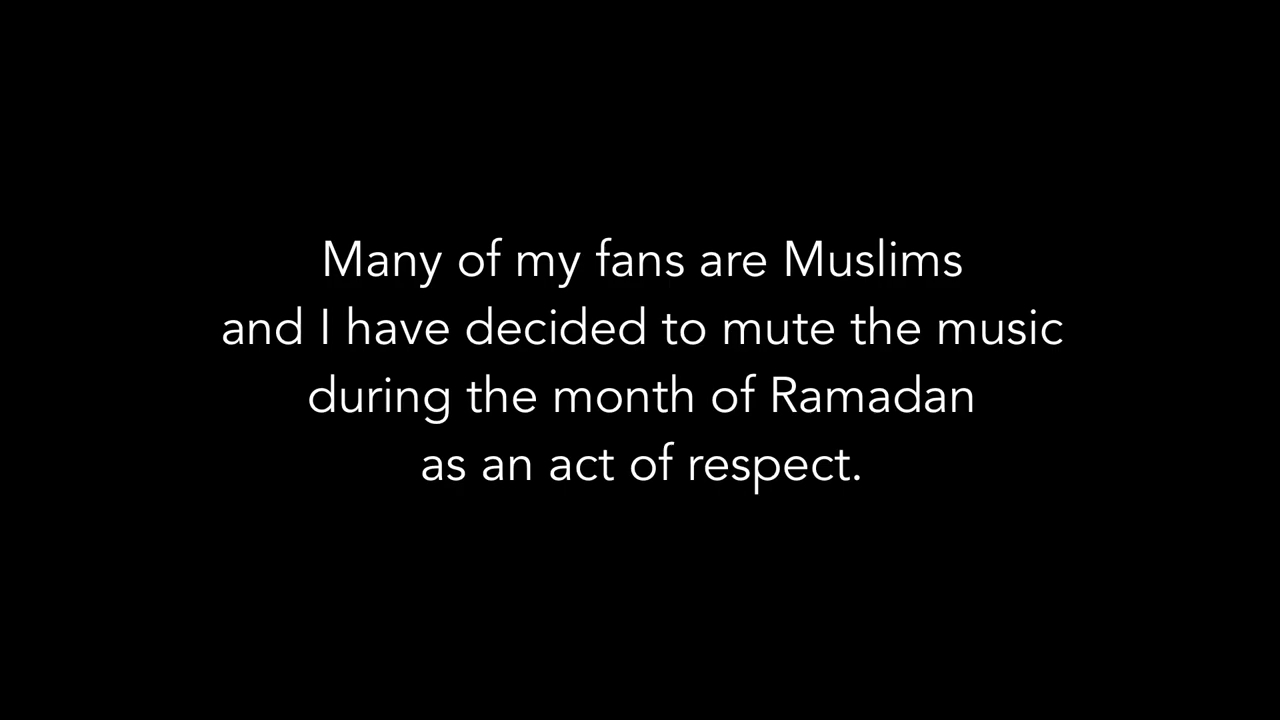 Many of my fans are Muslims
and I have decided to mute the music
during the month of Ramadan
as an act of respect.